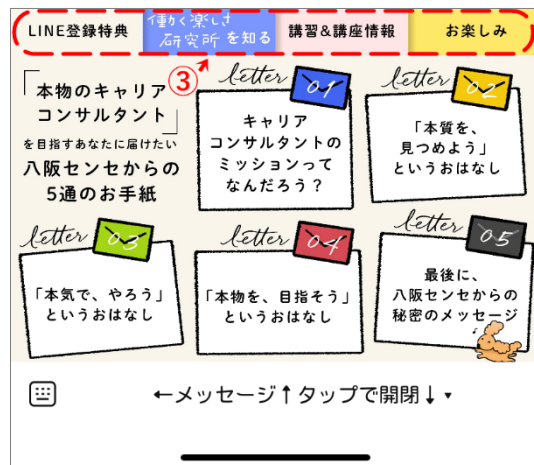 LINE登録特典
働く楽しさ
研究所を知る
講習&講座情報
お楽しみ
③
「本物のキャリア
コンサルタント」
を目指すあなたに届けたい
八阪センセからの
5通のお手紙
letter 01
キャリア
コンサルタントの
ミッションって
なんだろう？
letter 02
「本質を、
見つめよう」
というおはなし
letter 03
「本気で、やろう」
というおはなし
letter 04
「本物を、目指そう」
というおはなし
letter 05
最後に、
八阪センセからの
秘密のメッセージ
←メッセージ↑タップで開閉↓▾